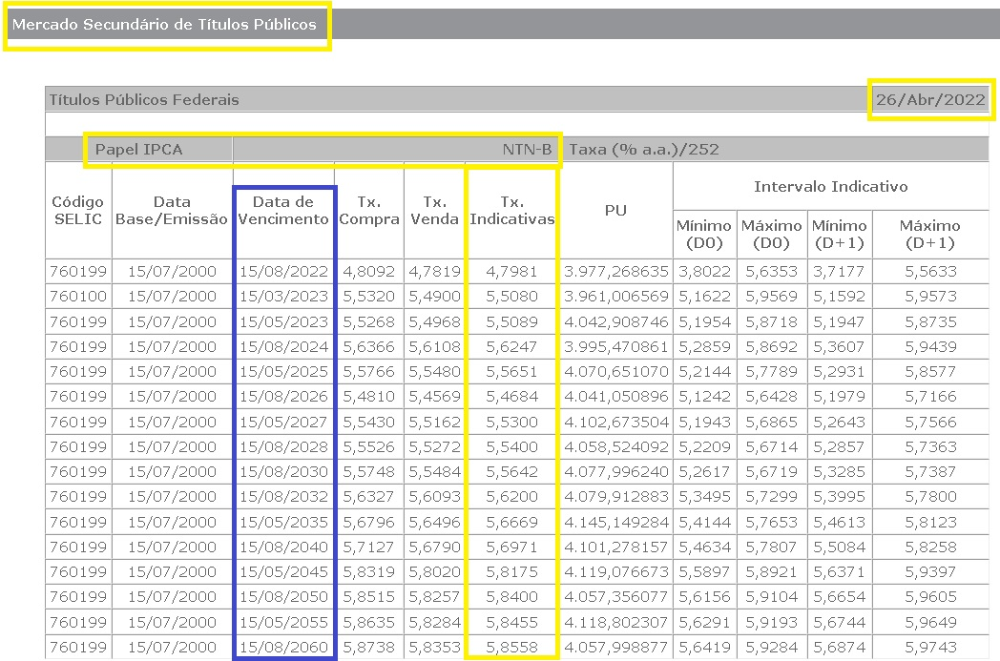 Mercado Secundário de Títulos Públicos
Títulos Públicos Federais 26/Abr/2022
Papel IPCA NTN-B Taxa (% a.a.)/252
Código SELIC Data Base/Emissão Data de Vencimento Tx. Compra Tx. Venda Tx. Indicativas PU Intervalo Indicativo
Mínimo (D0) Máximo (D0) Mínimo (D+1) Máximo (D+1)
760199 15/07/2000 15/08/2022 4,8092 4,7819 4,7981 3.977,268635 3,8022 5,6353 3,7177 5,5633
760100 15/07/2000 15/03/2023 5,5320 5,4900 5,5080 3.961,006569 5,1622 5,9569 5,1592 5,9573
760199 15/07/2000 15/05/2023 5,5268 5,4968 5,5089 4.042,908746 5,1954 5,8718 5,1947 5,8735
760199 15/07/2000 15/08/2024 5,6366 5,6108 5,6247 3.995,470861 5,2859 5,8692 5,3607 5,9439
760199 15/07/2000 15/05/2025 5,5766 5,5480 5,5651 4.070,651070 5,2144 5,7789 5,2931 5,8577
760199 15/07/2000 15/08/2026 5,4810 5,4569 5,4684 4.041,050896 5,1242 5,6428 5,1979 5,7166
760199 15/07/2000 15/05/2027 5,5430 5,5162 5,5300 4.102,673504 5,1943 5,6865 5,2643 5,7566
760199 15/07/2000 15/08/2028 5,5526 5,5272 5,5400 4.058,524092 5,2209 5,6714 5,2857 5,7363
760199 15/07/2000 15/08/2030 5,5748 5,5484 5,5642 4.077,996240 5,2617 5,6719 5,3285 5,7387
760199 15/07/2000 15/08/2032 5,6327 5,6093 5,6200 4.079,912883 5,3495 5,7299 5,3995 5,7800
760199 15/07/2000 15/05/2035 5,6796 5,6496 5,6669 4.145,149284 5,4144 5,7653 5,4613 5,8123
760199 15/07/2000 15/08/2040 5,7127 5,6790 5,6971 4.101,278157 5,4634 5,7807 5,5084 5,8258
760199 15/07/2000 15/05/2045 5,8319 5,8020 5,8175 4.119,076673 5,5897 5,8921 5,6371 5,9397
760199 15/07/2000 15/08/2050 5,8515 5,8257 5,8400 4.057,356077 5,6156 5,9104 5,6654 5,9605
760199 15/07/2000 15/05/2055 5,8635 5,8284 5,8455 4.118,802307 5,6291 5,9193 5,6744 5,9649
760199 15/07/2000 15/08/2060 5,8738 5,8353 5,8558 4.057,998877 5,6419 5,9284 5,6874 5,9743